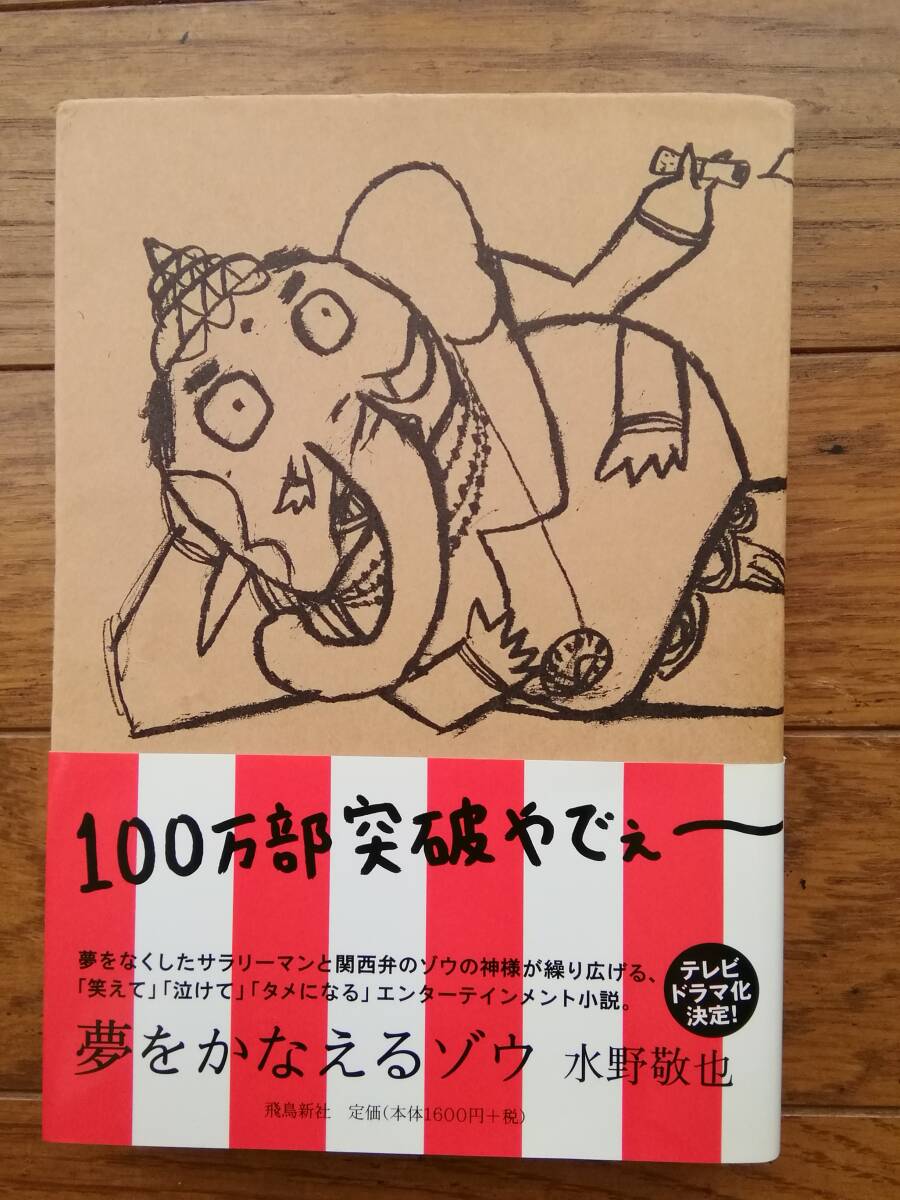 100万部突破やでぇ〜
夢をなくしたサラリーマンと関西弁のゾウの神様が繰り広げる、
「笑えて」「泣けて」「タメになる」エンターテインメント小説。
テレビ
ドラマ化
決定!
夢をかなえるゾウ 水野敬也
飛鳥新社 定価(本体1600円+税)